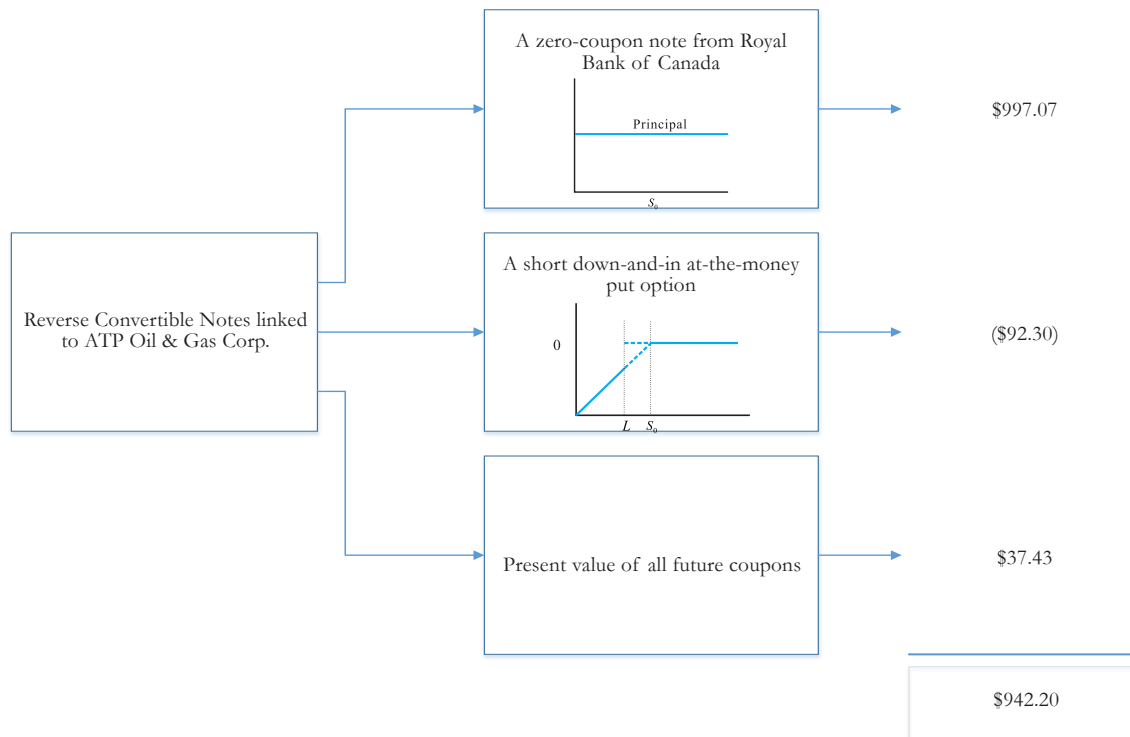 A zero-coupon note from Royal
Bank of Canada
Principal
S₀
$997.07
Reverse Convertible Notes linked
to ATP Oil & Gas Corp.
A short down-and-in at-the-money
put option
0
L S₀
($92.30)
Present value of all future coupons
$37.43
$942.20